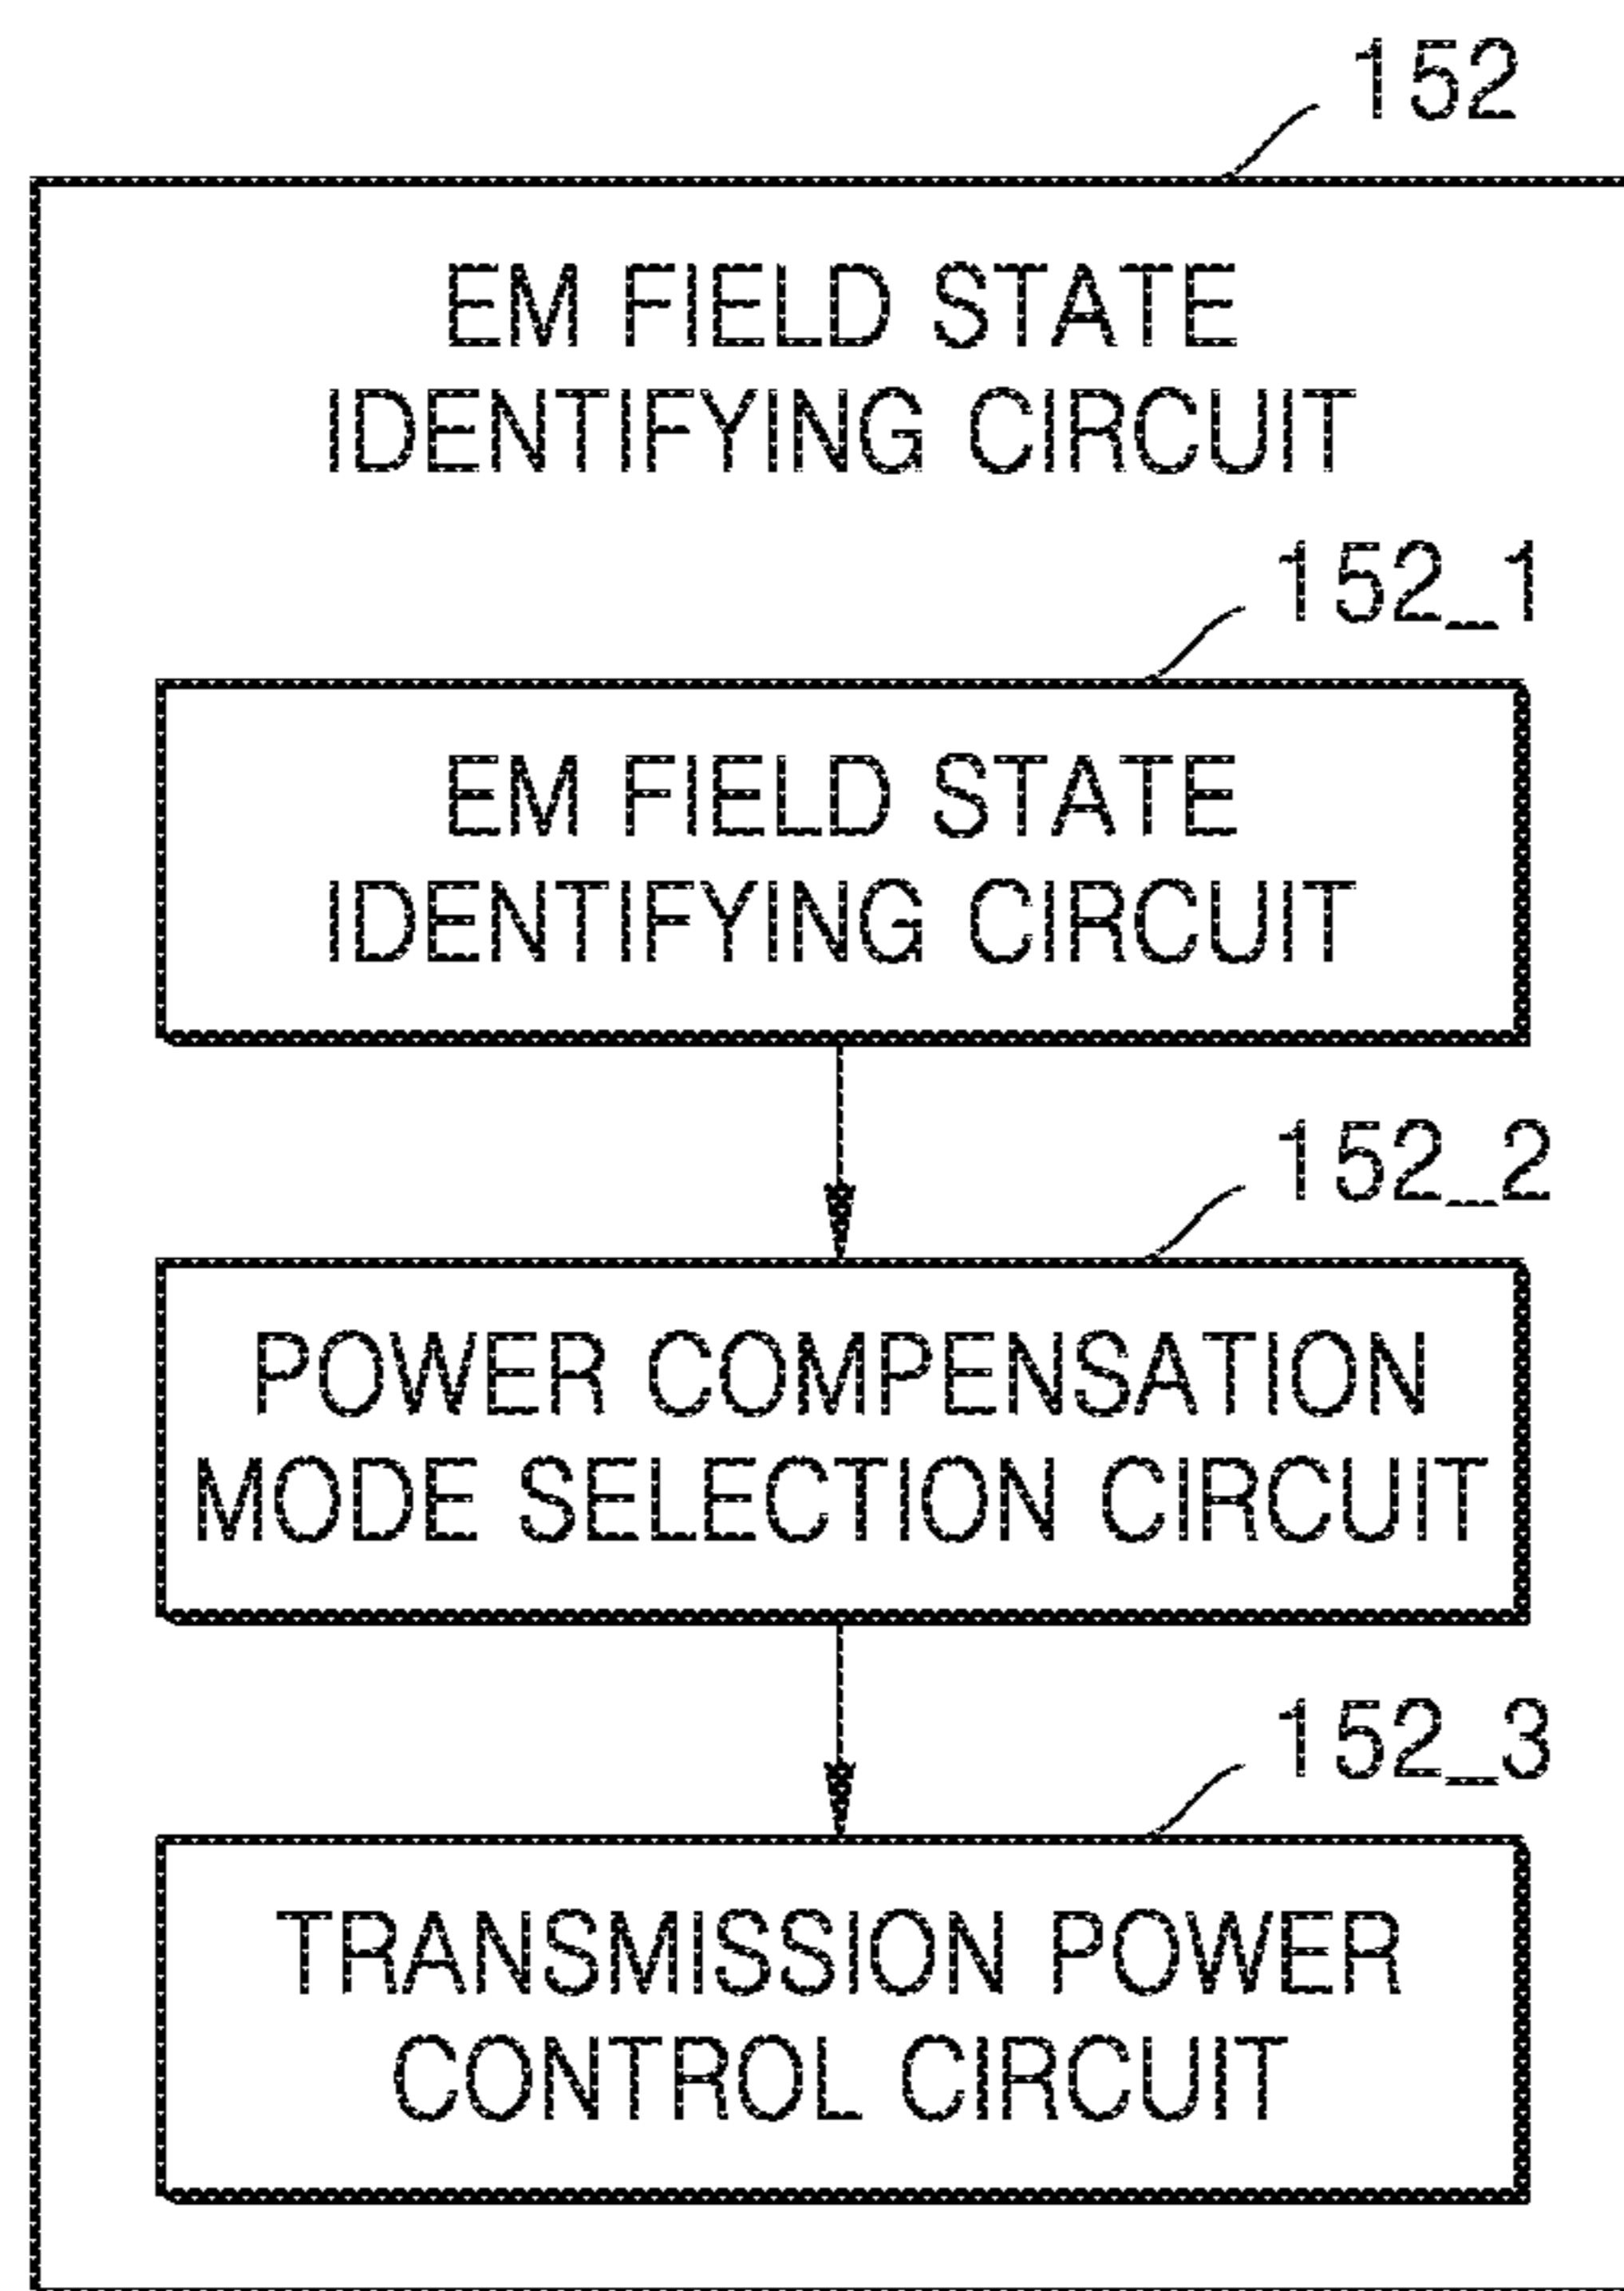 152
EM FIELD STATE
IDENTIFYING CIRCUIT
152_1
EM FIELD STATE
IDENTIFYING CIRCUIT
152_2
POWER COMPENSATION
MODE SELECTION CIRCUIT
152_3
TRANSMISSION POWER
CONTROL CIRCUIT